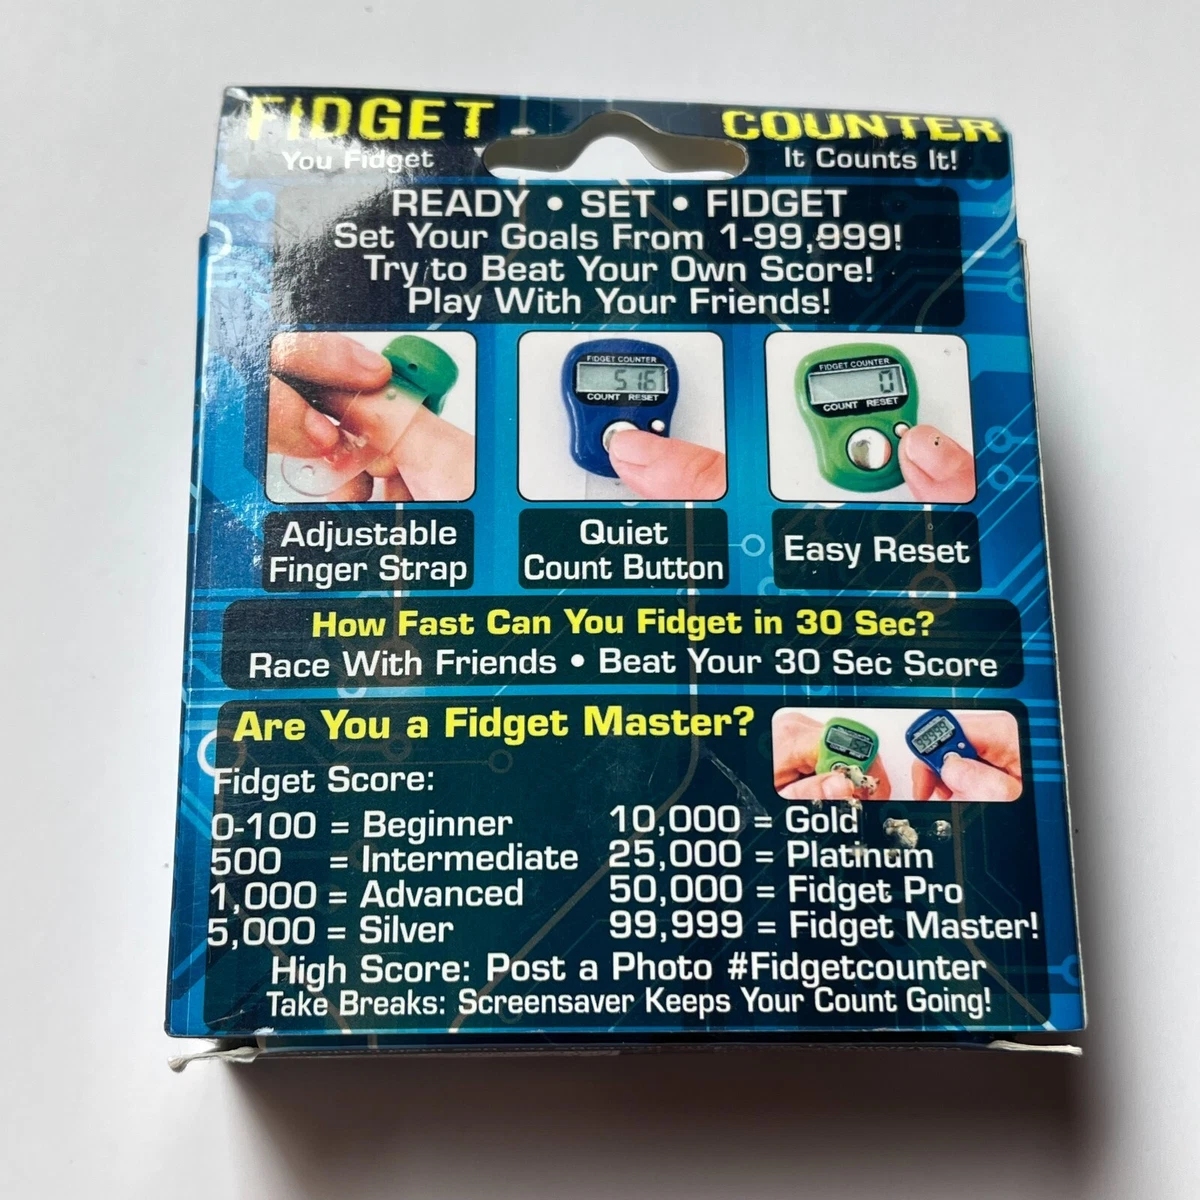 FIDGET COUNTER
You Fidget It Counts It!
READY • SET • FIDGET
Set Your Goals From 1-99,999!
Try to Beat Your Own Score!
Play With Your Friends!
FIDGET COUNTER
516
COUNT RESET
FIDGET COUNTER
0
COUNT RESET
Adjustable
Finger Strap
Quiet
Count Button
Easy Reset
How Fast Can You Fidget in 30 Sec?
Race With Friends • Beat Your 30 Sec Score
Are You a Fidget Master?
Fidget Score:
0-100 = Beginner
500 = Intermediate
1,000 = Advanced
5,000 = Silver
10,000 = Gold
25,000 = Platinum
50,000 = Fidget Pro
99,999 = Fidget Master!
High Score: Post a Photo #Fidgetcounter
Take Breaks: Screensaver Keeps Your Count Going!